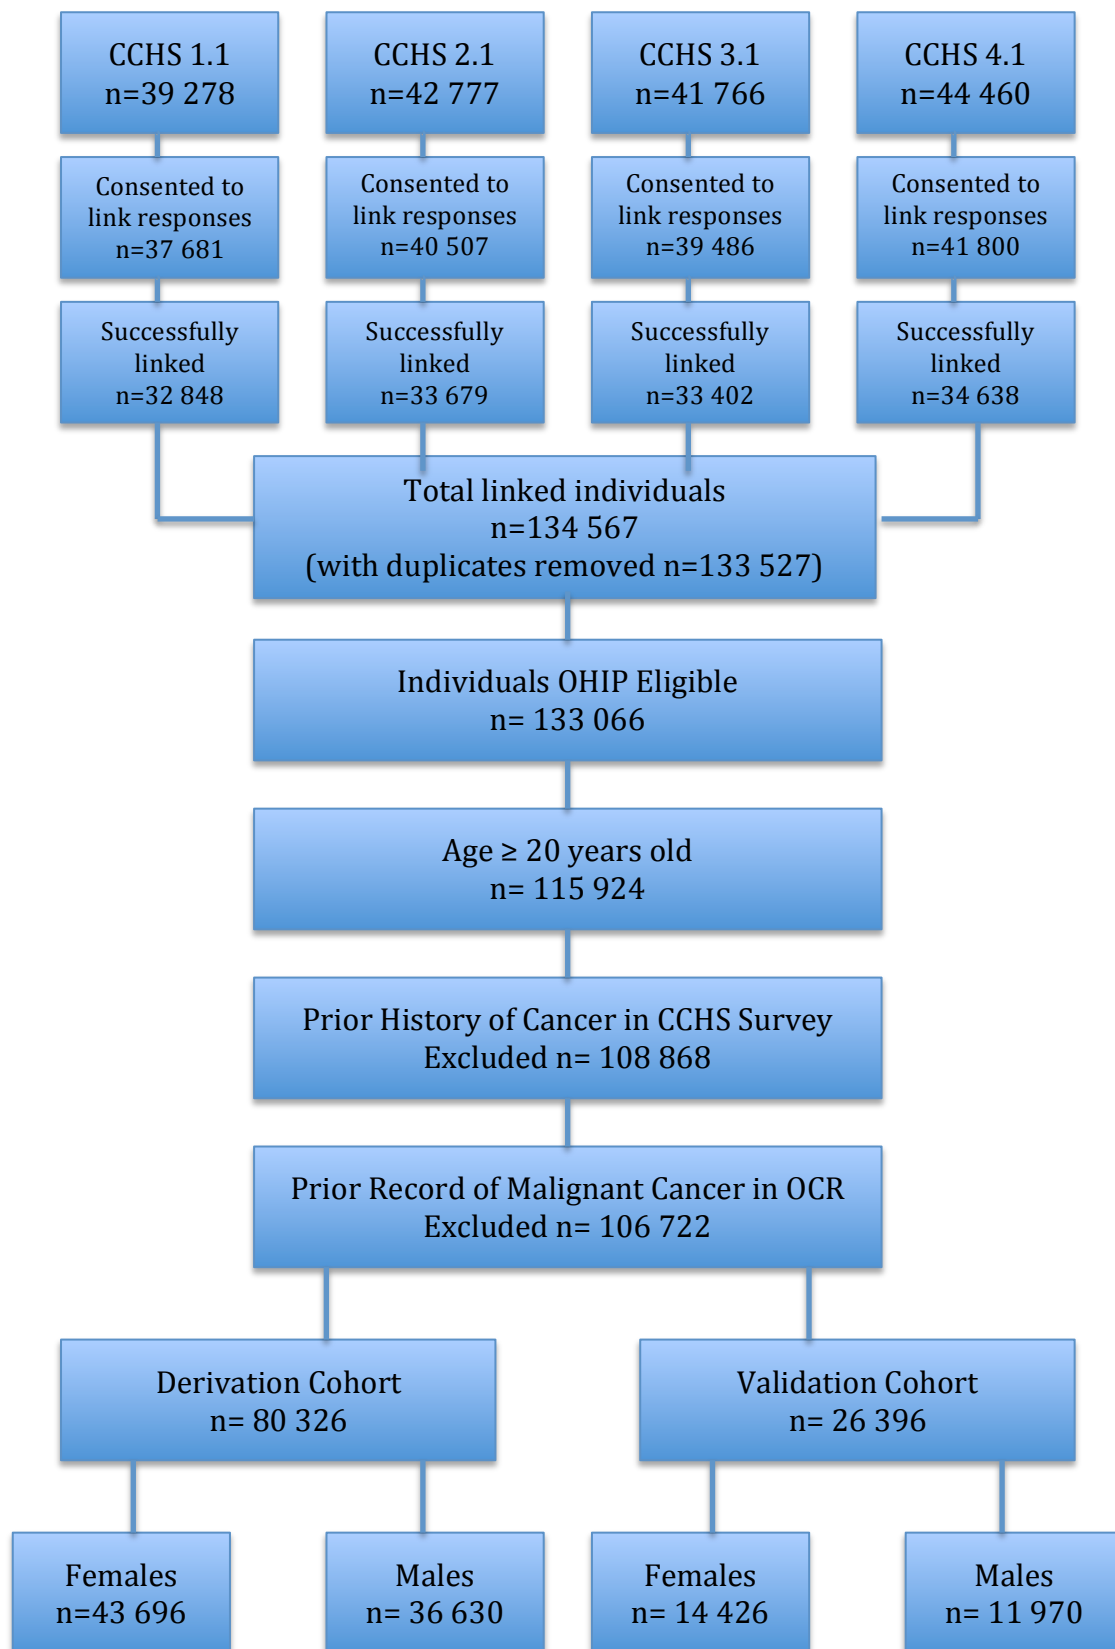 CCHS 1.1
n=39 278
CCHS 2.1
n=42 777
CCHS 3.1
n=41 766
CCHS 4.1
n=44 460
Consented to
link responses
n=37 681
Consented to
link responses
n=40 507
Consented to
link responses
n=39 486
Consented to
link responses
n=41 800
Successfully
linked
n=32 848
Successfully
linked
n=33 679
Successfully
linked
n=33 402
Successfully
linked
n=34 638
Total linked individuals
n=134 567
(with duplicates removed n=133 527)
Individuals OHIP Eligible
n= 133 066
Age ≥ 20 years old
n= 115 924
Prior History of Cancer in CCHS Survey
Excluded n= 108 868
Prior Record of Malignant Cancer in OCR
Excluded n= 106 722
Derivation Cohort
n= 80 326
Validation Cohort
n= 26 396
Females
n=43 696
Males
n= 36 630
Females
n= 14 426
Males
n= 11 970